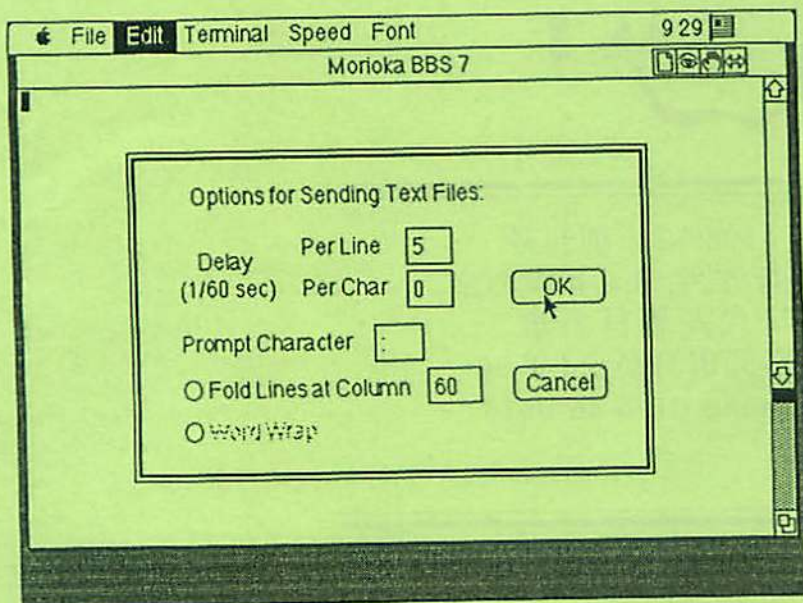 File Edit Terminal Speed Font 9 29
Morioka BBS 7
Options for Sending Text Files:
Delay
(1/60 sec)
Per Line 5
Per Char 0
OK
Prompt Character :
Fold Lines at Column 60
Cancel
Word Wrap